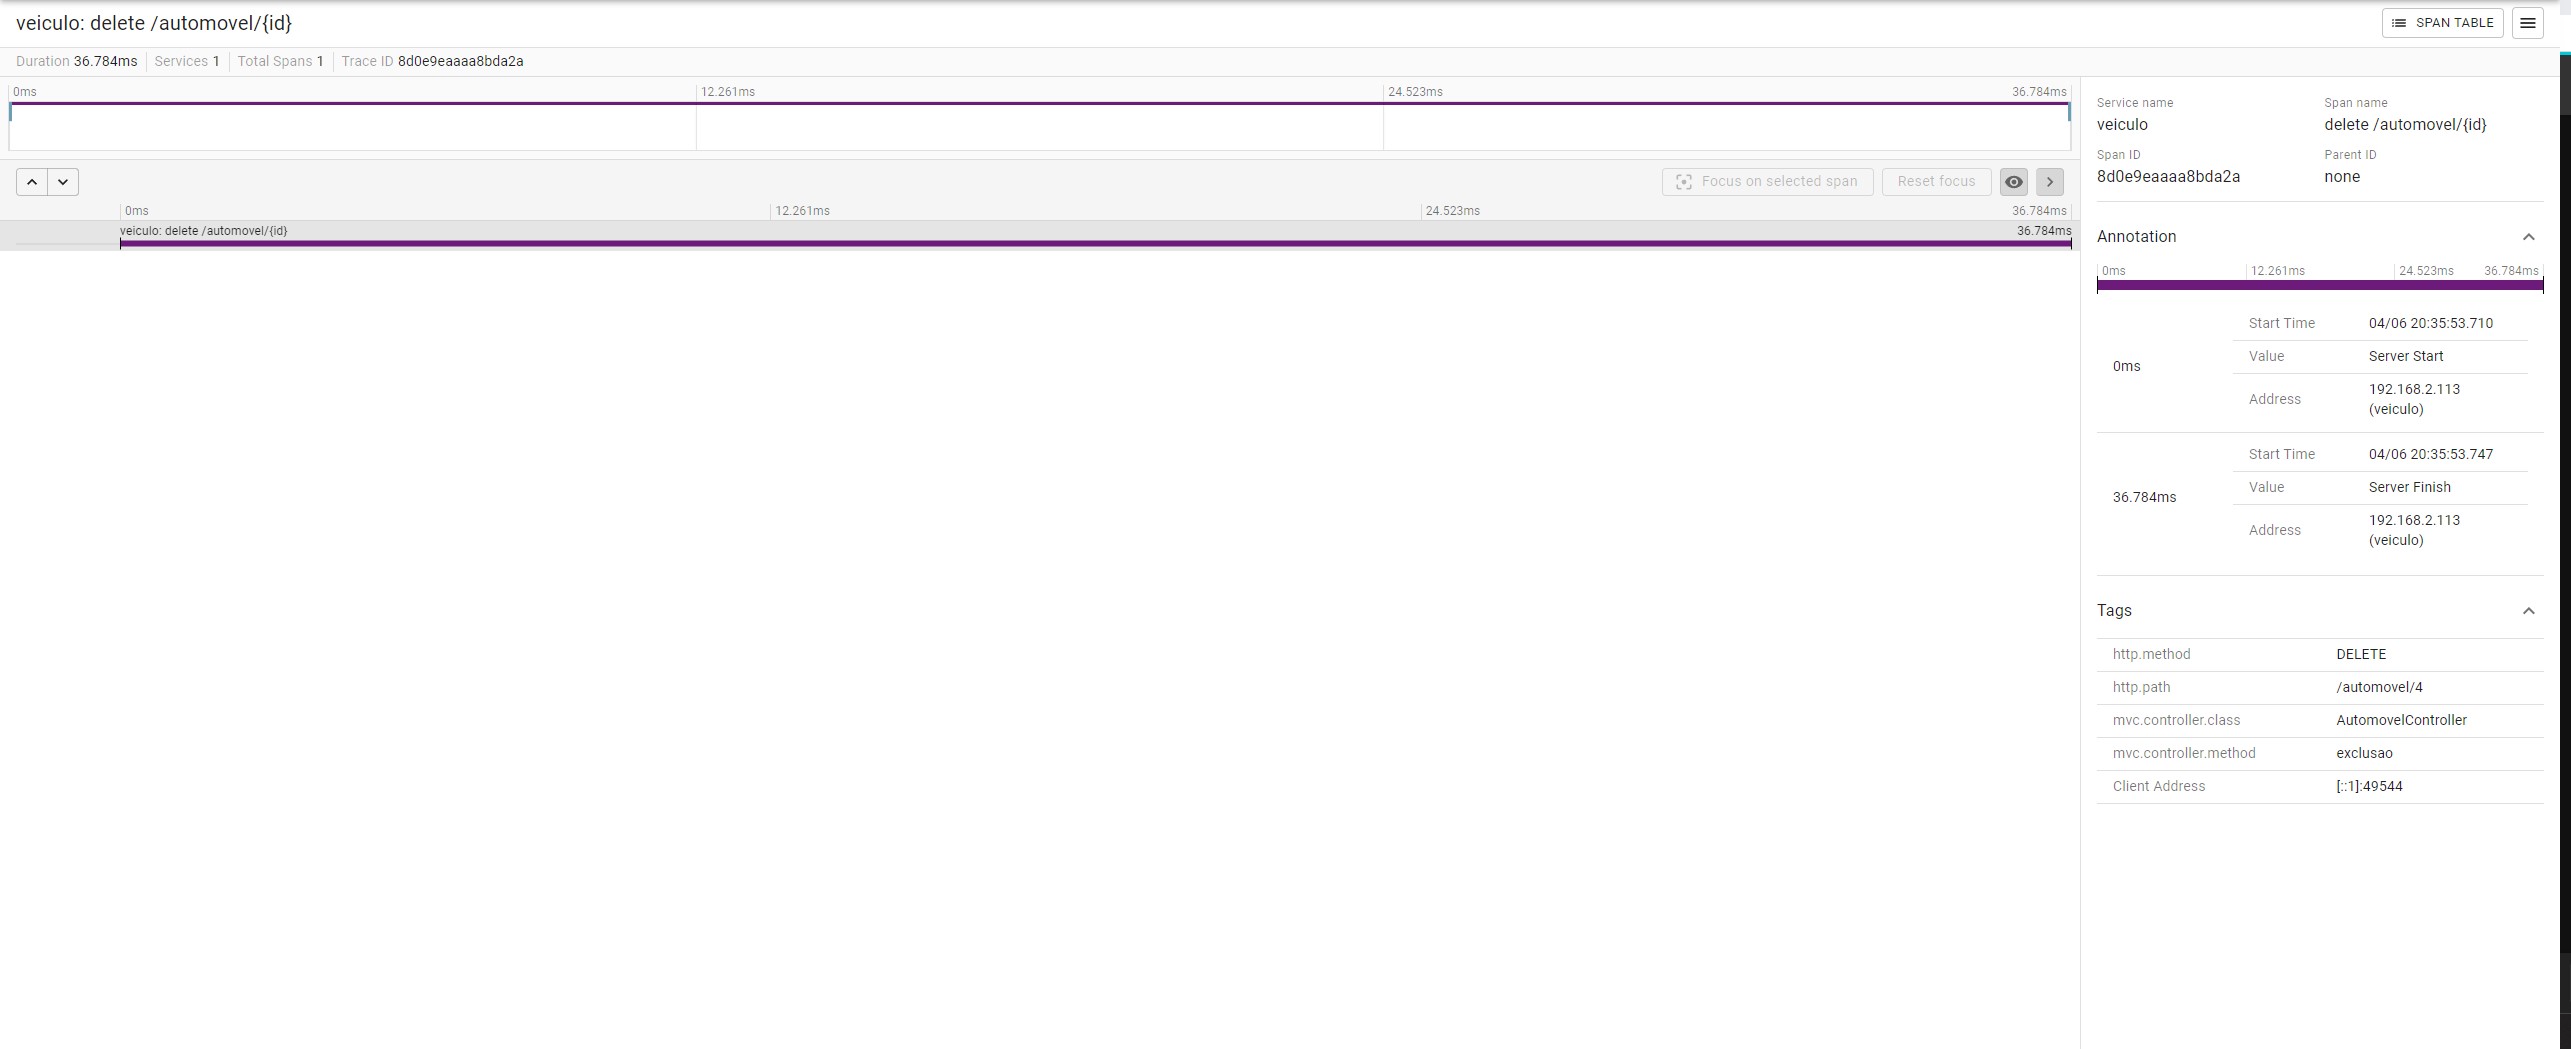 veiculo: delete /automovel/{id}
SPAN TABLE
Duration 36.784ms Services 1 Total Spans 1 Trace ID 8d0e9eaaaa8bda2a
0ms 12.261ms 24.523ms 36.784ms
Focus on selected span Reset focus
0ms 12.261ms 24.523ms 36.784ms
veiculo: delete /automovel/{id} 36.784ms
Service name Span name
veiculo delete /automovel/{id}
Span ID Parent ID
8d0e9eaaaa8bda2a none
Annotation
0ms 12.261ms 24.523ms 36.784ms
Start Time 04/06 20:35:53.710
Value Server Start
0ms
Address 192.168.2.113
(veiculo)
Start Time 04/06 20:35:53.747
Value Server Finish
36.784ms
Address 192.168.2.113
(veiculo)
Tags
http.method DELETE
http.path /automovel/4
mvc.controller.class AutomovelController
mvc.controller.method exclusao
Client Address [::1]:49544